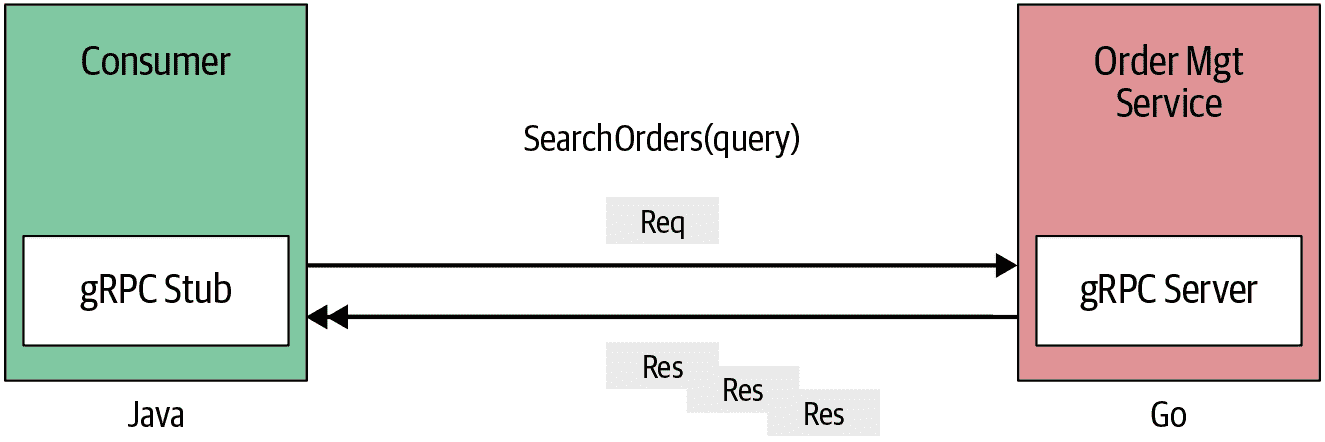 Consumer
Order Mgt
Service
SearchOrders(query)
Req
gRPC Stub
gRPC Server
Res
Res
Res
Java
Go